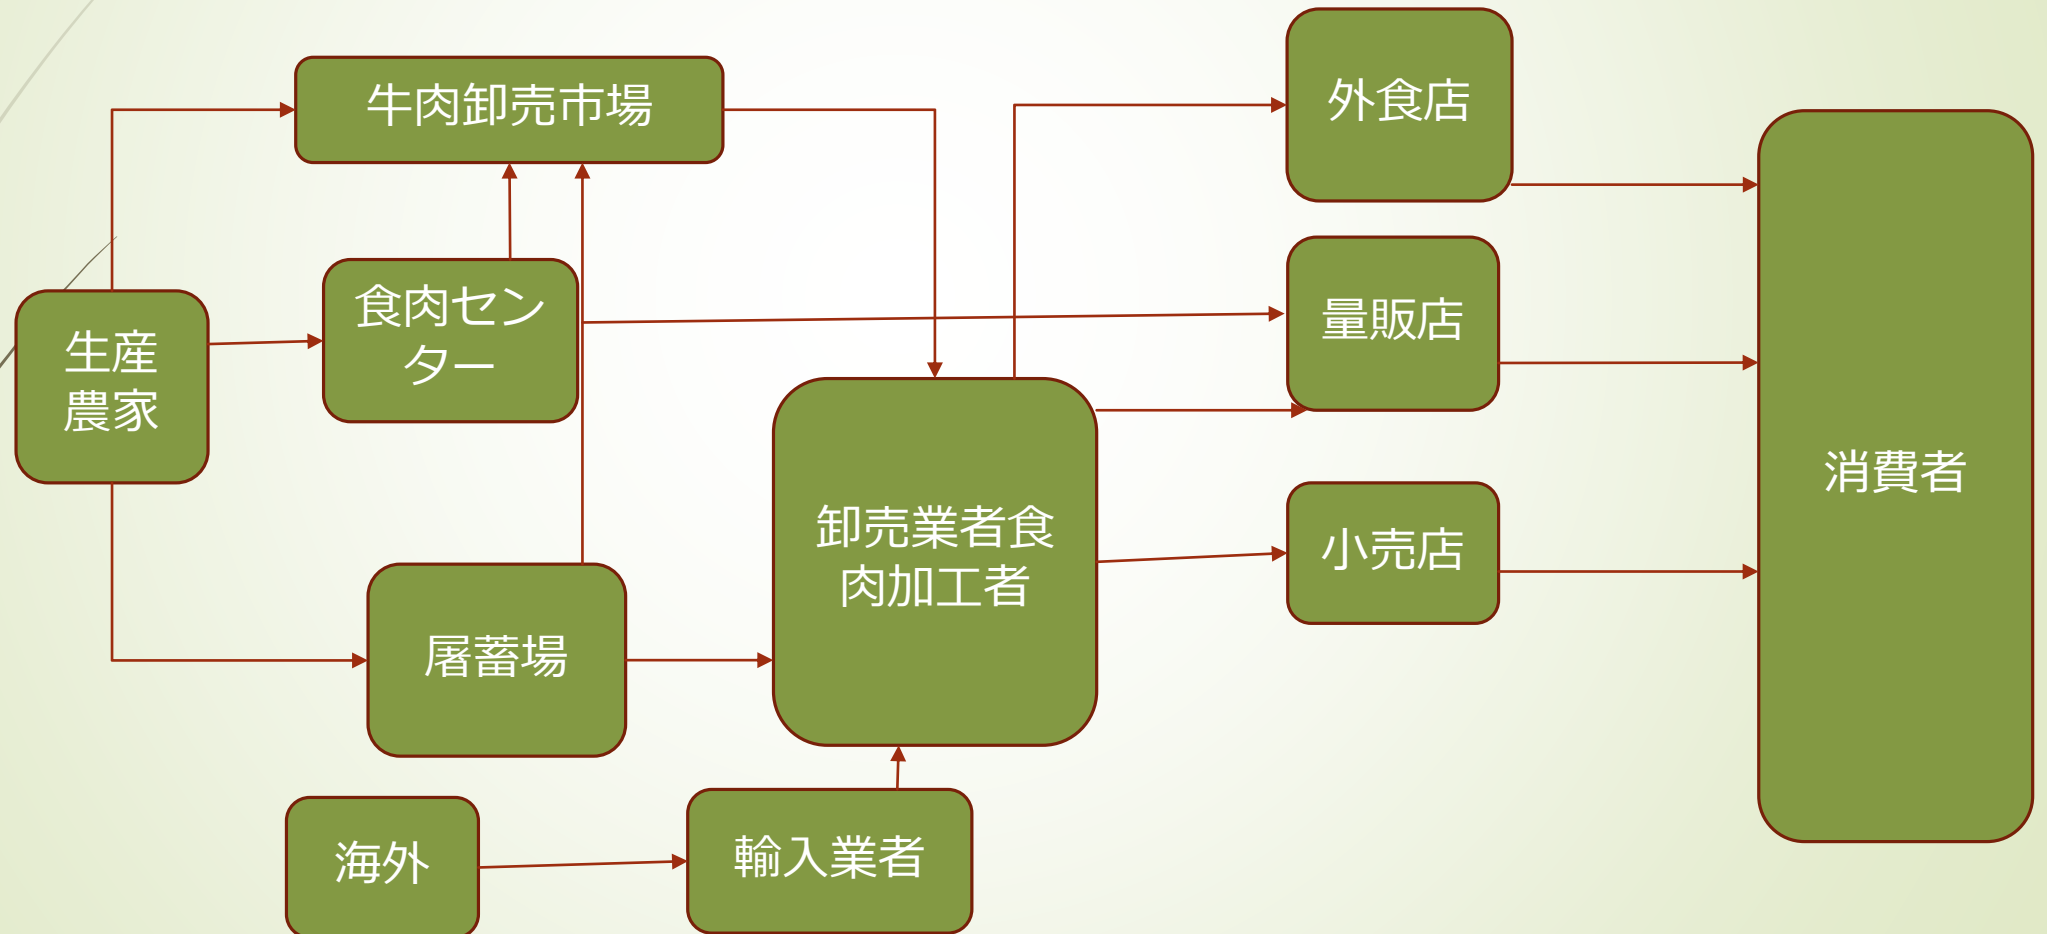 牛肉卸売市場
外食店
食肉セン
ター
量販店
生産
農家
卸売業者食
肉加工者
小売店
消費者
屠蓄場
海外
輸入業者